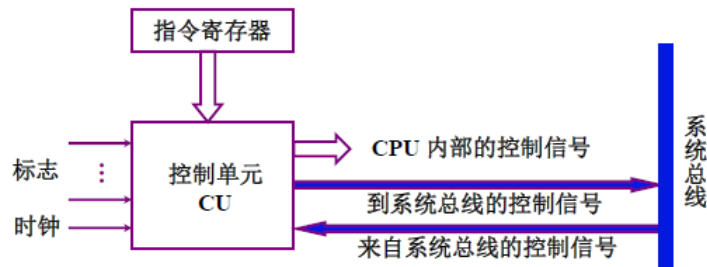 指令寄存器
标志
⋮
时钟
控制单元
CU
CPU 内部的控制信号
到系统总线的控制信号
来自系统总线的控制信号
系统总线